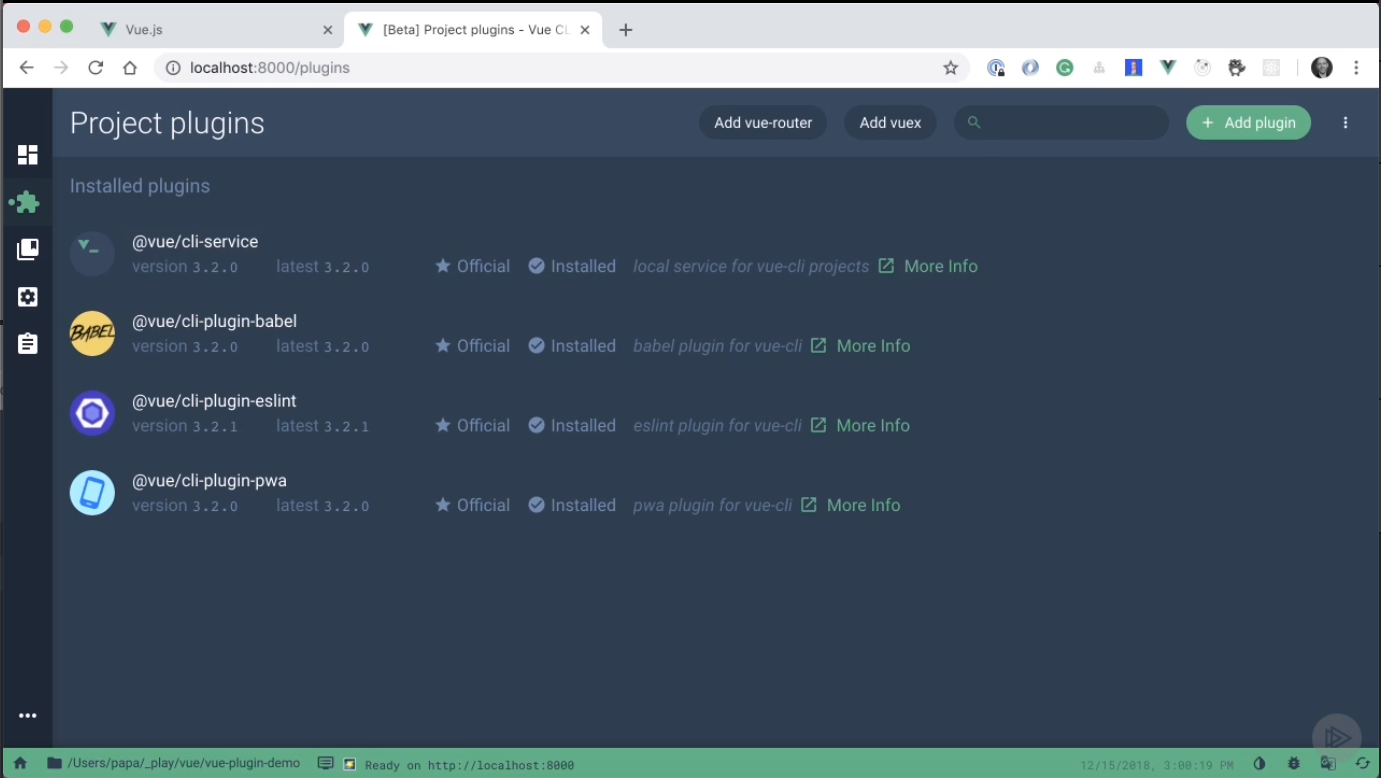 Vue.js
[Beta] Project plugins - Vue CL
localhost:8000/plugins
Project plugins
Add vue-router
Add vuex
+ Add plugin
Installed plugins
@vue/cli-service
version 3.2.0 latest 3.2.0 Official Installed local service for vue-cli projects More Info
BABEL
@vue/cli-plugin-babel
version 3.2.0 latest 3.2.0 Official Installed babel plugin for vue-cli More Info
@vue/cli-plugin-eslint
version 3.2.1 latest 3.2.1 Official Installed eslint plugin for vue-cli More Info
@vue/cli-plugin-pwa
version 3.2.0 latest 3.2.0 Official Installed pwa plugin for vue-cli More Info
/Users/papa/_play/vue/vue-plugin-demo Ready on http://localhost:8000 12/15/2018, 3:00:19 PM